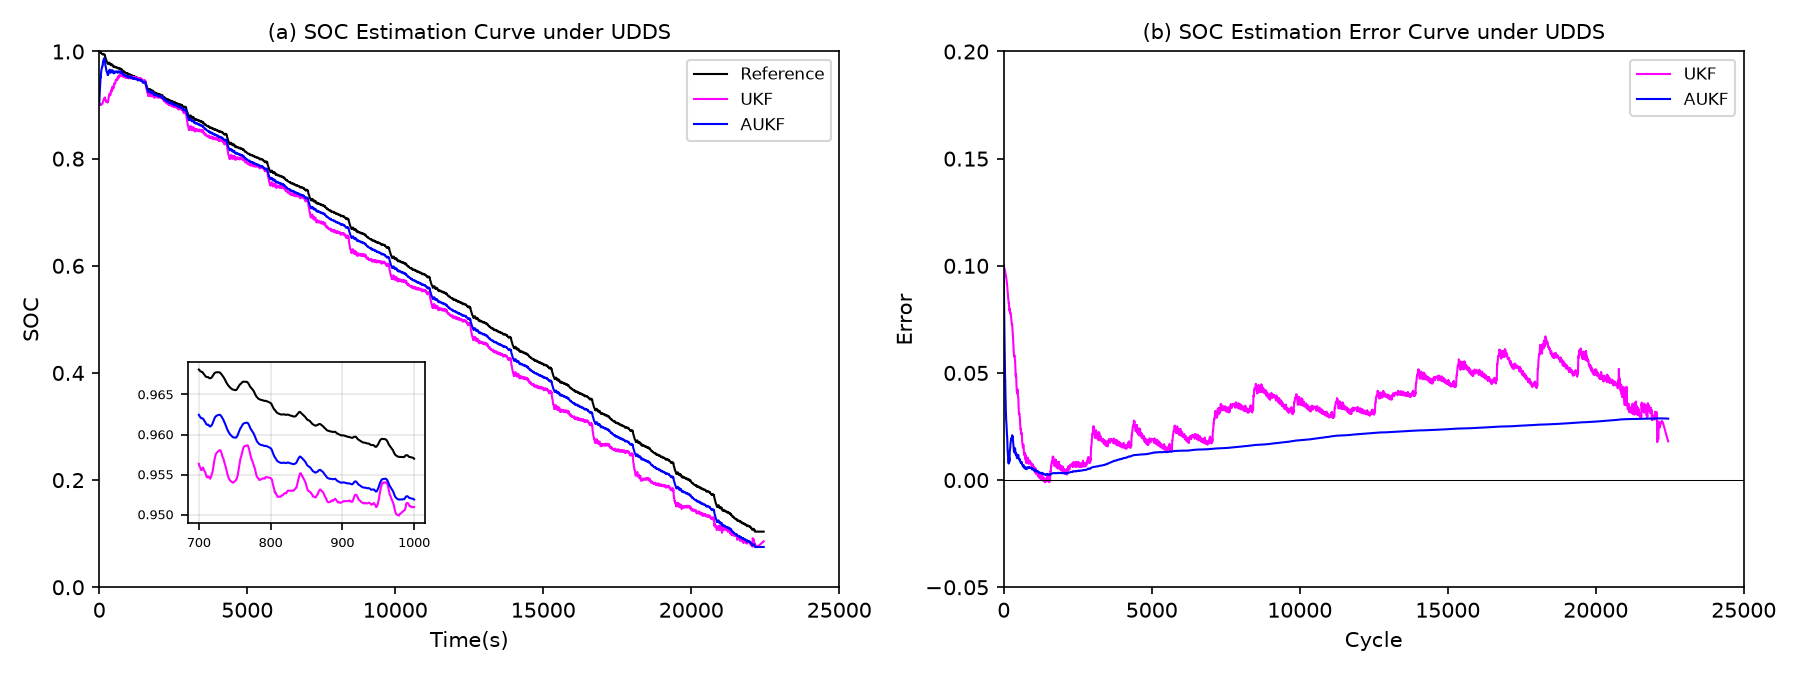 (a) SOC Estimation Curve under UDDS
1.0
0.8
0.6
0.4
0.2
0.0
SOC
Reference
UKF
AUKF
0.965
0.960
0.955
0.950
700 800 900 1000
0 5000 10000 15000 20000 25000
Time(s)
(b) SOC Estimation Error Curve under UDDS
0.20
0.15
0.10
0.05
0.00
−0.05
Error
UKF
AUKF
0 5000 10000 15000 20000 25000
Cycle